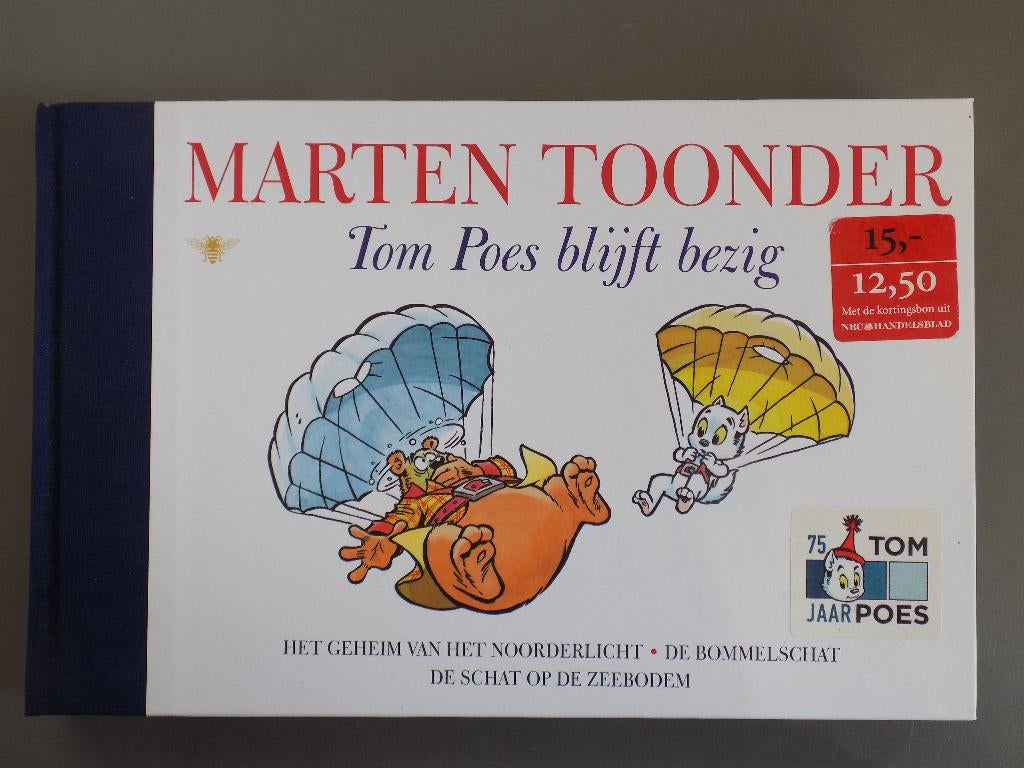 MARTEN TOONDER
Tom Poes blijft bezig
15,-
12,50
Met de kortingsbon uit
NRC HANDELSBLAD
75 TOM
JAAR POES
HET GEHEIM VAN HET NOORDERLICHT • DE BOMMELSCHAT
DE SCHAT OP DE ZEEBODEM